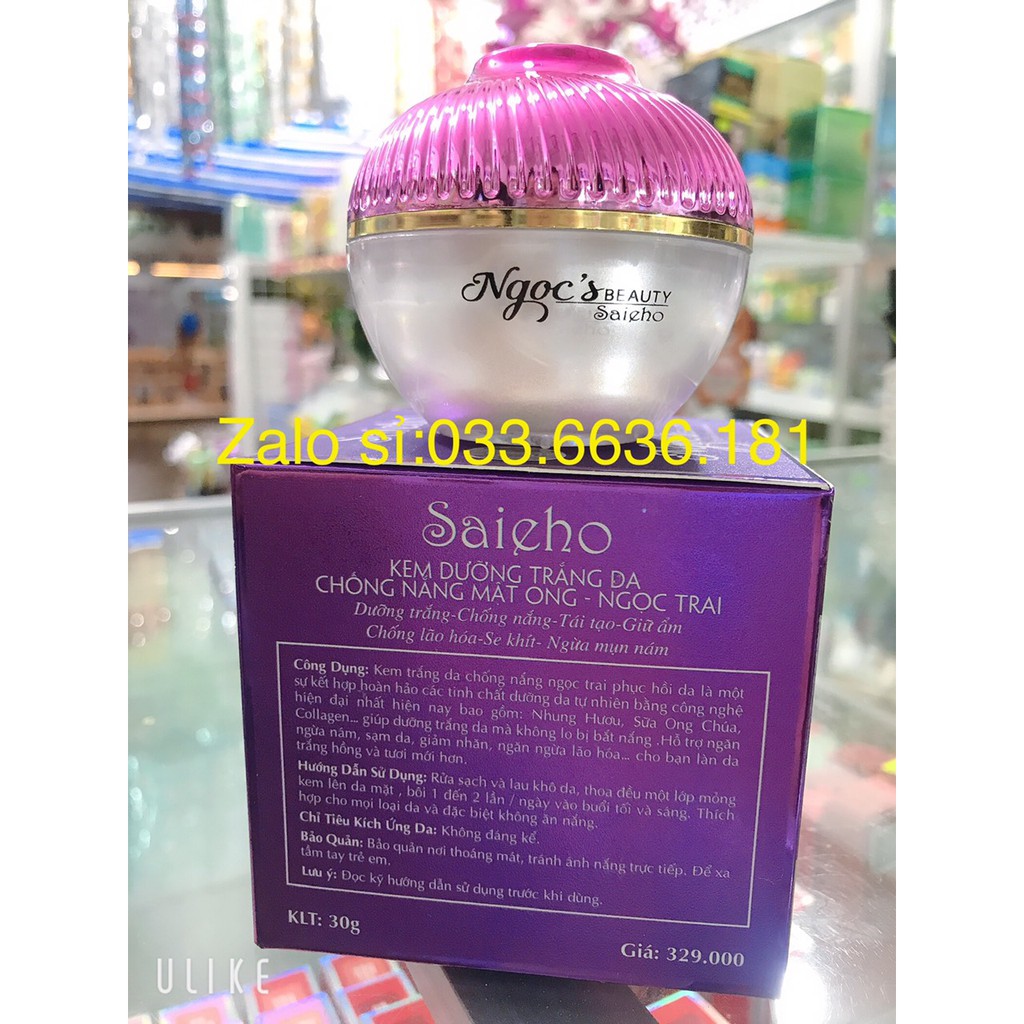 Ngọc's BEAUTY
Saięho
Zalo sỉ:033.6636.181
Saięho
KEM DƯỠNG TRẮNG DA
CHỐNG NẮNG MẬT ONG - NGỌC TRAI
Dưỡng trắng-Chống nắng-Tái tạo-Giữ ẩm
Chống lão hóa-Se khít- Ngừa mụn nám
Công Dụng: Kem trắng da chống nắng ngọc trai phục hồi da là một
sự kết hợp hoàn hảo các tinh chất dưỡng da tự nhiên bằng công nghệ
hiện đại nhất hiện nay bao gồm: Nhung Hươu, Sữa Ong Chúa,
Collagen... giúp dưỡng trắng da mà không lo bị bắt nắng .Hỗ trợ ngăn
ngừa nám, sạm da, giảm nhăn, ngăn ngừa lão hóa... cho bạn làn da
trắng hồng và tươi mới hơn.
Hướng Dẫn Sử Dụng: Rửa sạch và lau khô da, thoa đều một lớp mỏng
kem lên da mặt , bôi 1 đến 2 lần / ngày vào buổi tối và sáng. Thích
hợp cho mọi loại da và đặc biệt không ăn nắng.
Chỉ Tiêu Kích Ứng Da: Không đáng kể.
Bảo Quản: Bảo quản nơi thoáng mát, tránh ánh nắng trực tiếp. Để xa
tầm tay trẻ em.
Lưu ý: Đọc kỹ hướng dẫn sử dụng trước khi dùng.
KLT: 30g
Giá: 329.000
ULIKE